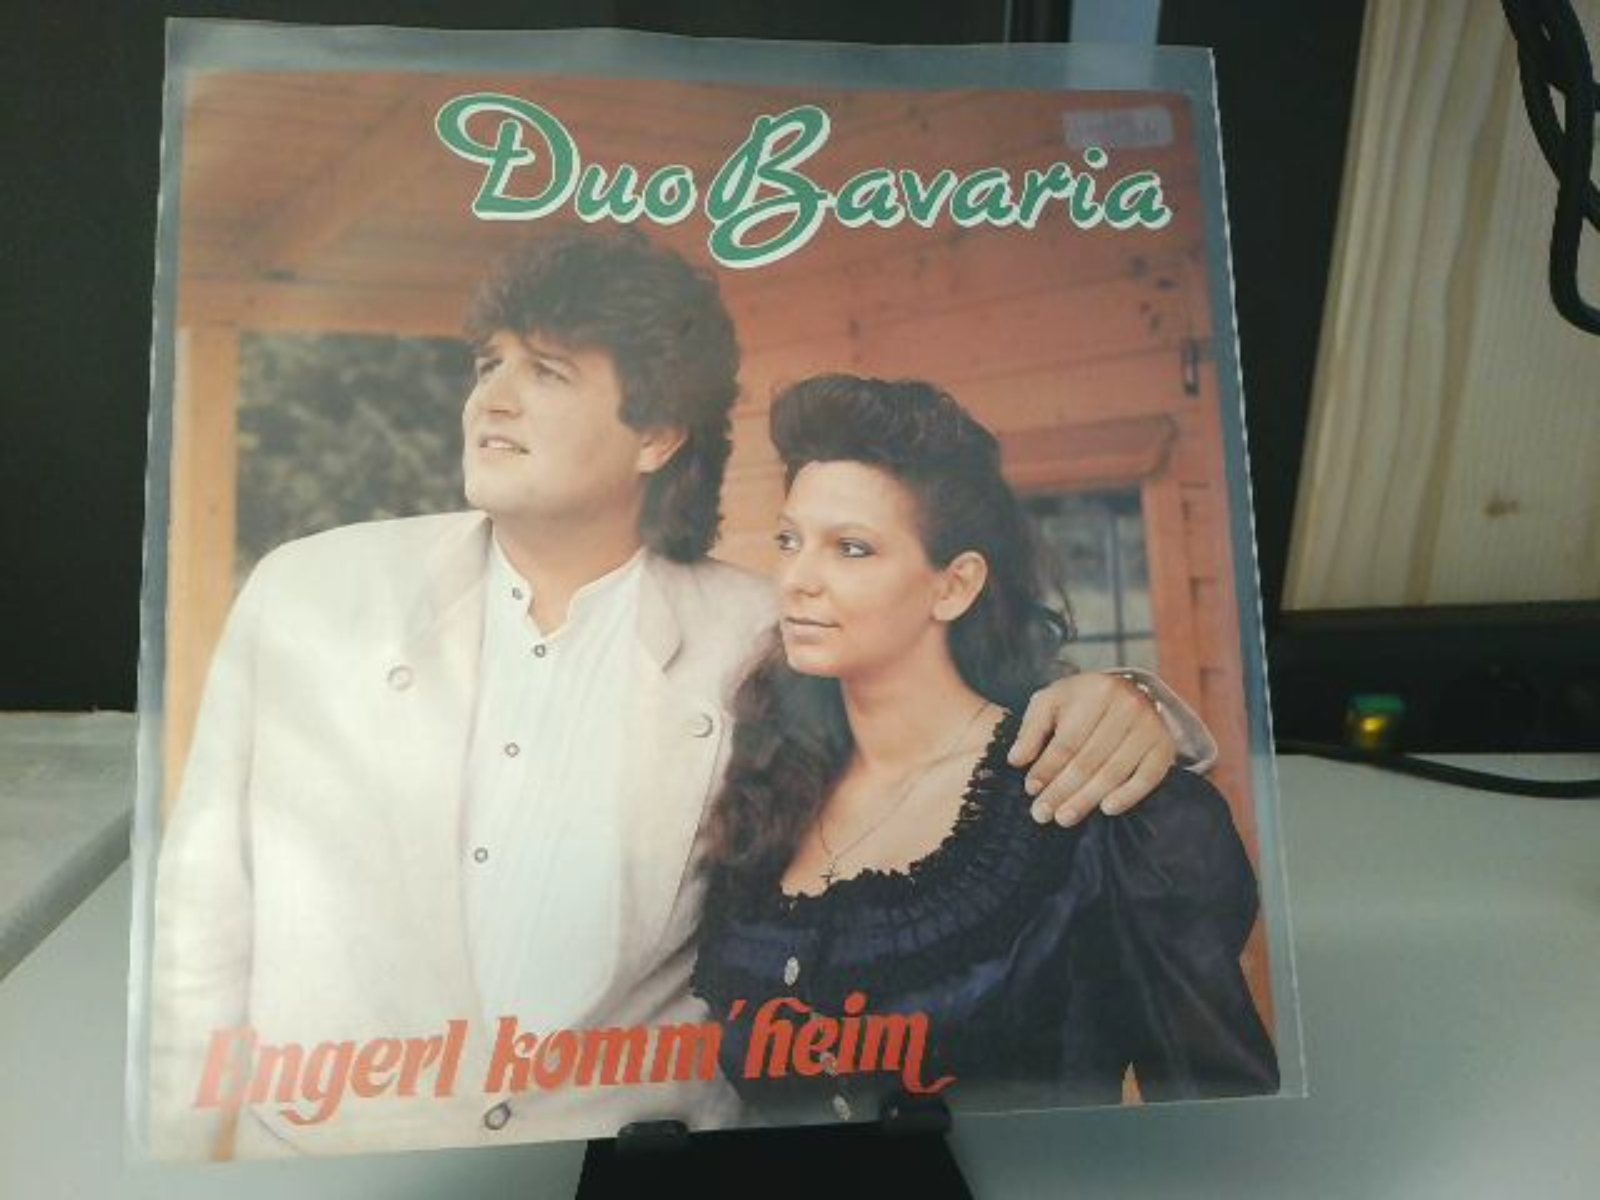 Duo Bavaria
Engerl komm' heim